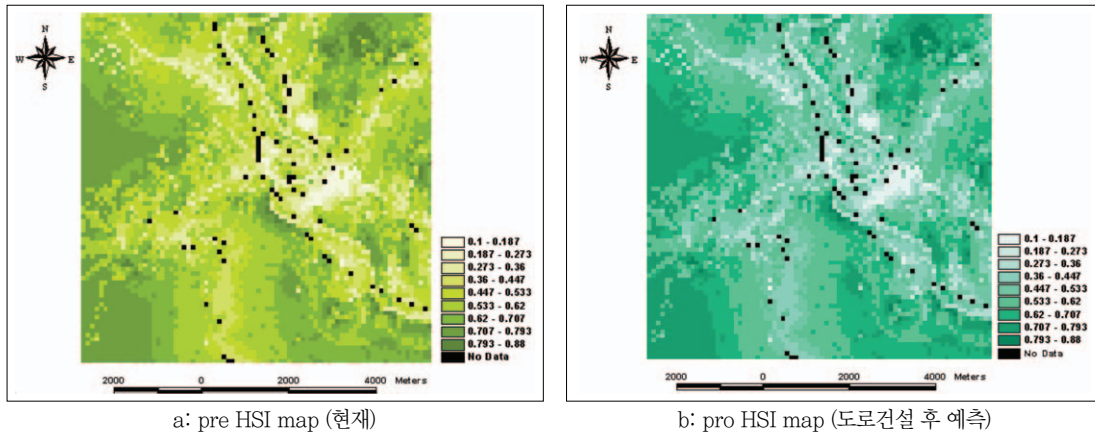 N
W E
S
0.1 - 0.187
0.187 - 0.273
0.273 - 0.36
0.36 - 0.447
0.447 - 0.533
0.533 - 0.62
0.62 - 0.707
0.707 - 0.793
0.793 - 0.88
No Data
2000 0 2000 4000 Meters
a: pre HSI map (현재)
N
W E
S
0.1 - 0.187
0.187 - 0.273
0.273 - 0.36
0.36 - 0.447
0.447 - 0.533
0.533 - 0.62
0.62 - 0.707
0.707 - 0.793
0.793 - 0.88
No Data
2000 0 2000 4000 Meters
b: pro HSI map (도로건설 후 예측)